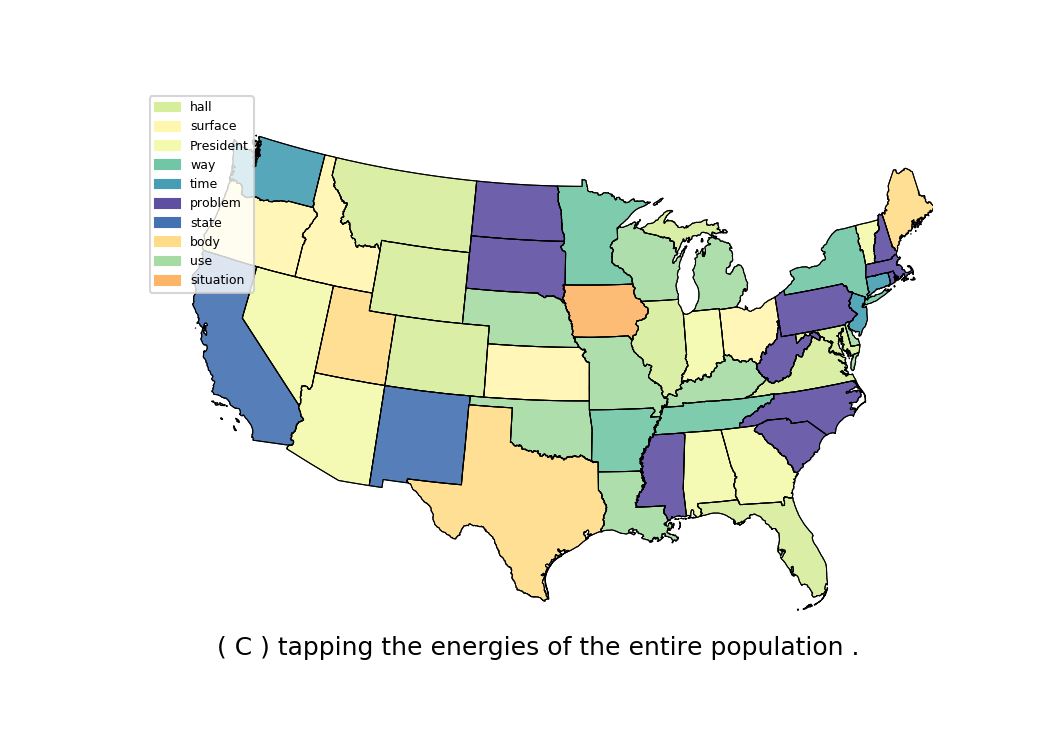 hall
surface
President
way
time
problem
state
body
use
situation
( C ) tapping the energies of the entire population .